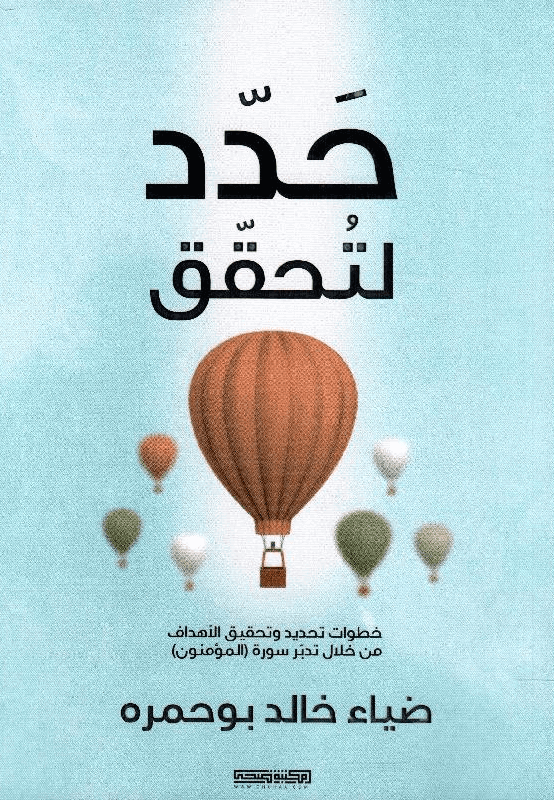 حَدّد
لتُحقّق
خطوات تحديد وتحقيق الأهداف
من خلال تدبّر سورة (المؤمنون)
ضياء خالد بوحمره